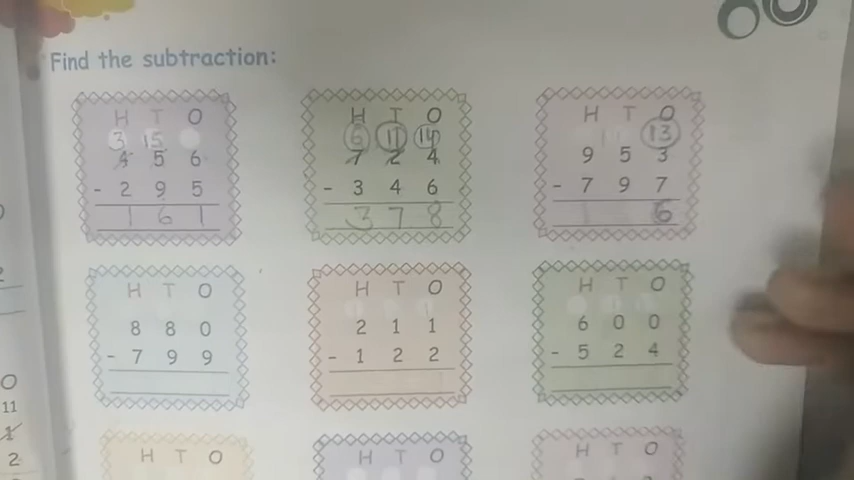 Find the subtraction:
H T O
3 15
4 5 6
- 2 9 5
1 6 1
H T O
6 11 14
7 2 4
- 3 4 6
3 7 8
H T O
13
9 5 3
- 7 9 7
6
H T O
8 8 0
- 7 9 9
H T O
2 1 1
- 1 2 2
H T O
6 0 0
- 5 2 4
H T O
H T O
H T O
O
11
1
2